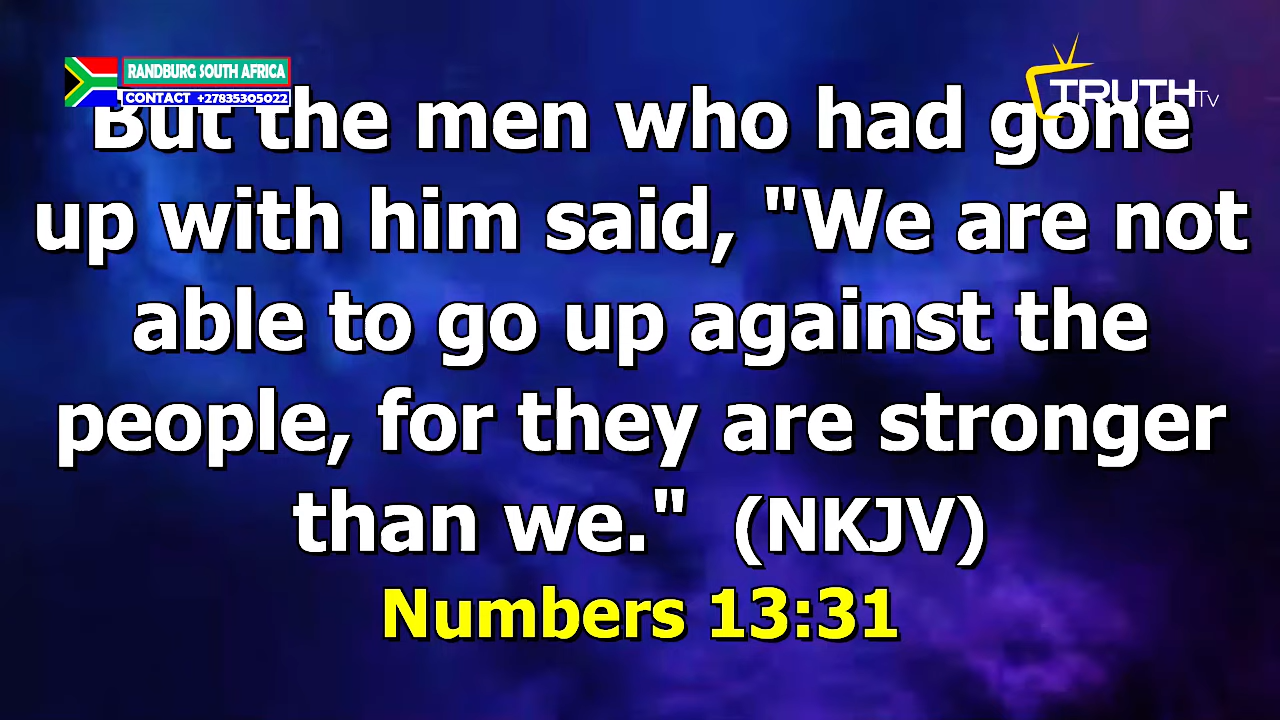 RANDBURG SOUTH AFRICA
CONTACT +27835305022
TRUTH TV
But the men who had gone
up with him said, "We are not
able to go up against the
people, for they are stronger
than we." (NKJV)
Numbers 13:31